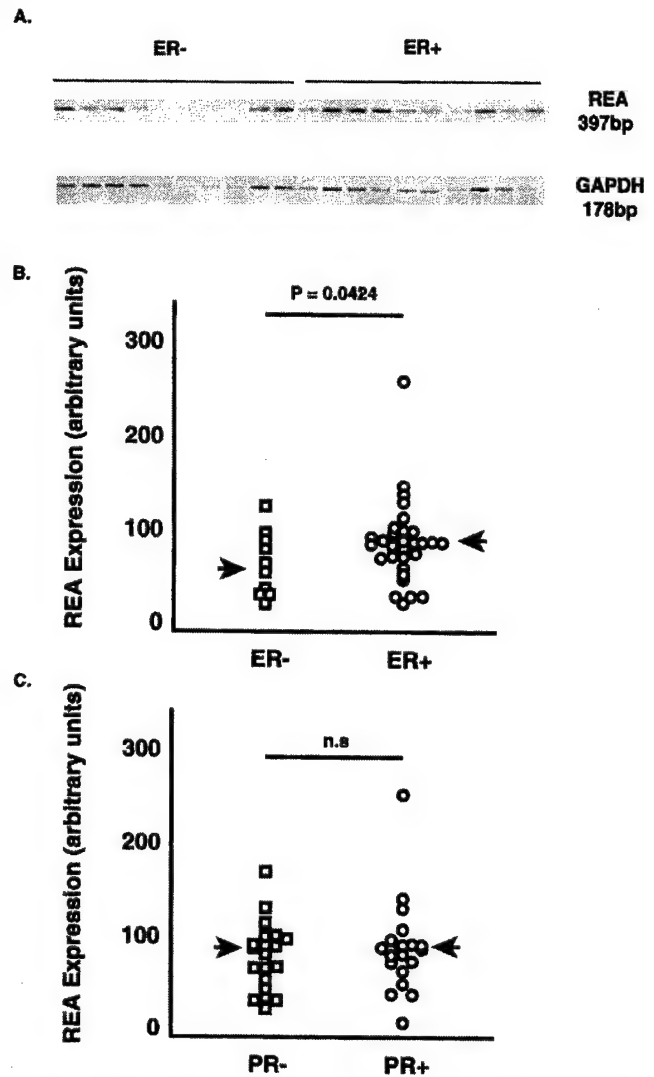 A.
ER- ER+
REA
397bp
GAPDH
178bp
B.
P = 0.0424
REA Expression (arbitrary units)
300
200
100
0
ER- ER+
C.
n.s
REA Expression (arbitrary units)
300
200
100
0
PR- PR+